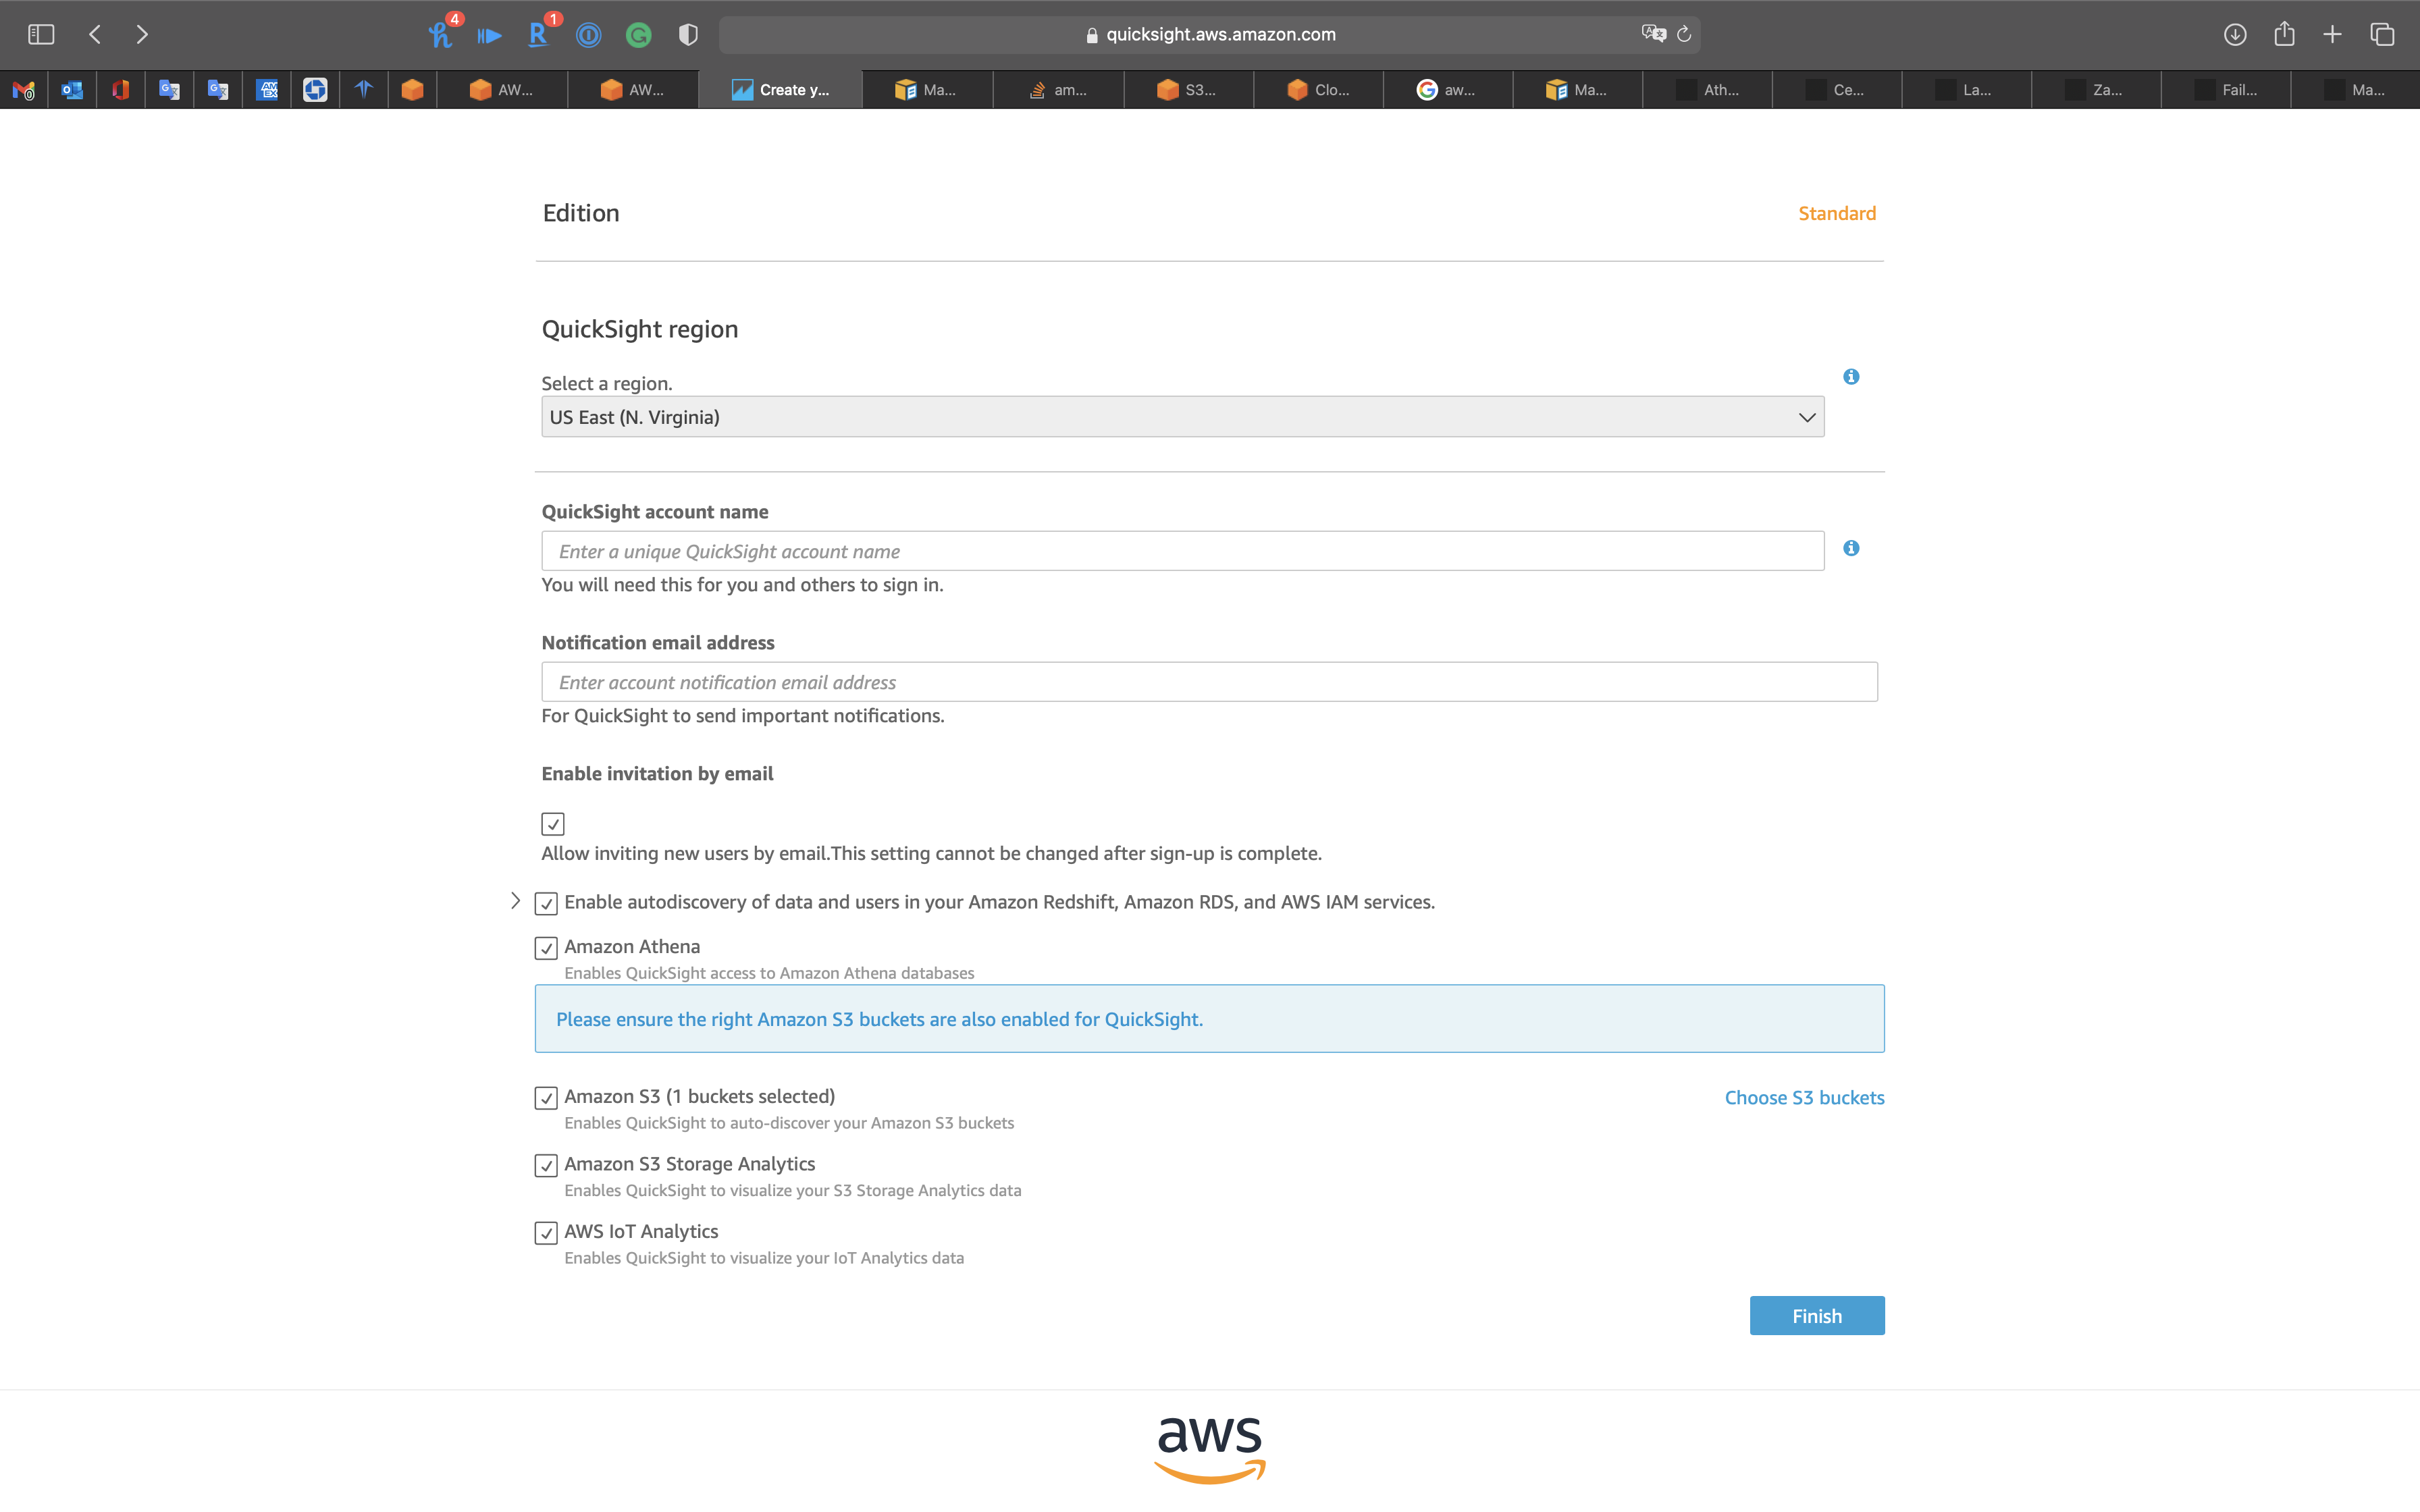 4
1
R
quicksight.aws.amazon.com
AW...
AW...
Create y...
Ma...
am...
S3...
Clo...
aw...
Ma...
Ath...
Ce...
La...
Za...
Fail...
Ma...
Edition
Standard
QuickSight region
Select a region.
US East (N. Virginia)
QuickSight account name
Enter a unique QuickSight account name
You will need this for you and others to sign in.
Notification email address
Enter account notification email address
For QuickSight to send important notifications.
Enable invitation by email
Allow inviting new users by email.This setting cannot be changed after sign-up is complete.
Enable autodiscovery of data and users in your Amazon Redshift, Amazon RDS, and AWS IAM services.
Amazon Athena
Enables QuickSight access to Amazon Athena databases
Please ensure the right Amazon S3 buckets are also enabled for QuickSight.
Amazon S3 (1 buckets selected)
Choose S3 buckets
Enables QuickSight to auto-discover your Amazon S3 buckets
Amazon S3 Storage Analytics
Enables QuickSight to visualize your S3 Storage Analytics data
AWS IoT Analytics
Enables QuickSight to visualize your IoT Analytics data
Finish
aws